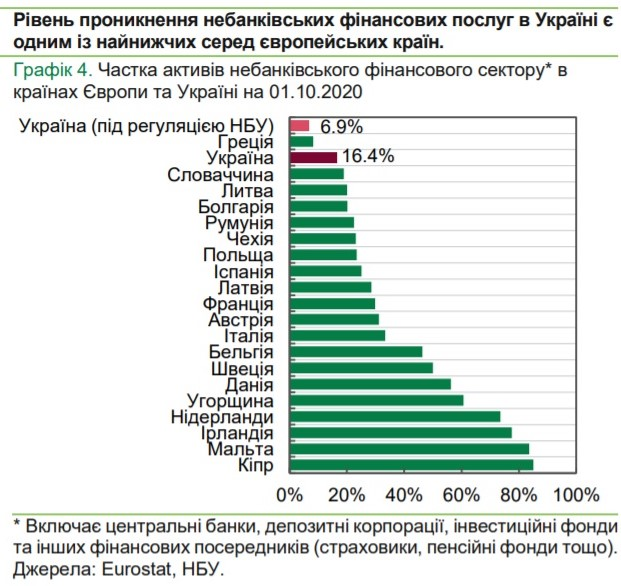 Рівень проникнення небанківських фінансових послуг в Україні є
одним із найнижчих серед європейських країн.
Графік 4. Частка активів небанківського фінансового сектору* в
країнах Європи та Україні на 01.10.2020
Україна (під регуляцією НБУ) 6.9%
Греція
Україна 16.4%
Словаччина
Литва
Болгарія
Румунія
Чехія
Польща
Іспанія
Латвія
Франція
Австрія
Італія
Бельгія
Швеція
Данія
Угорщина
Нідерланди
Ірландія
Мальта
Кіпр
0% 20% 40% 60% 80% 100%
* Включає центральні банки, депозитні корпорації, інвестиційні фонди
та інших фінансових посередників (страховики, пенсійні фонди тощо).
Джерела: Eurostat, НБУ.